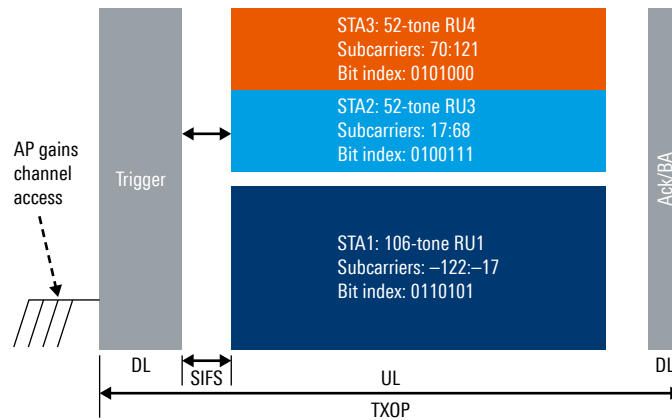 STA3: 52-tone RU4
Subcarriers: 70:121
Bit index: 0101000
STA2: 52-tone RU3
Subcarriers: 17:68
Bit index: 0100111
AP gains
channel
access
Trigger
Ack/BA
STA1: 106-tone RU1
Subcarriers: –122:–17
Bit index: 0110101
DL
SIFS
UL
DL
TXOP